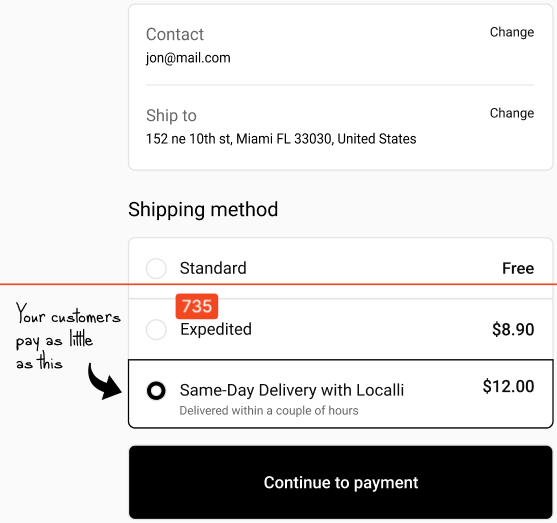 Contact
Change
jon@mail.com
Ship to
Change
152 ne 10th st, Miami FL 33030, United States
Shipping method
Standard
Free
735
Expedited
$8.90
Your customers
pay as little
as this
Same-Day Delivery with Localli
$12.00
Delivered within a couple of hours
Continue to payment